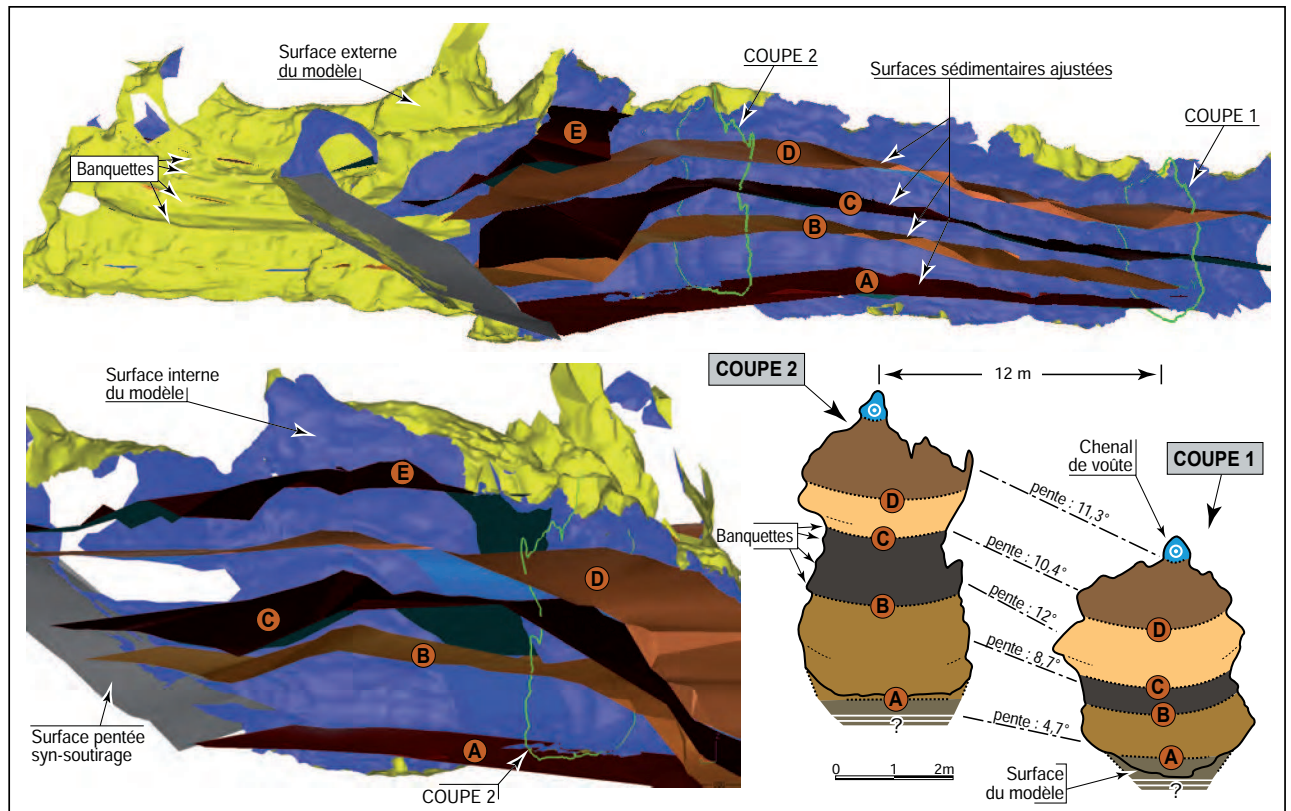 Surface externe
du modèle
COUPE 2
Surfaces sédimentaires ajustées
COUPE 1
Banquettes
E
D
C
B
A
Surface interne
du modèle
E
D
C
B
A
Surface pentée
syn-soutirage
COUPE 2
COUPE 2
12 m
Chenal
de voûte
COUPE 1
pente : 11,3°
D
C
Banquettes
pente : 10,4°
B
pente : 12°
D
pente : 8,7°
C
B
A
pente : 4,7°
A
?
0 1 2m
Surface
du modèle
?